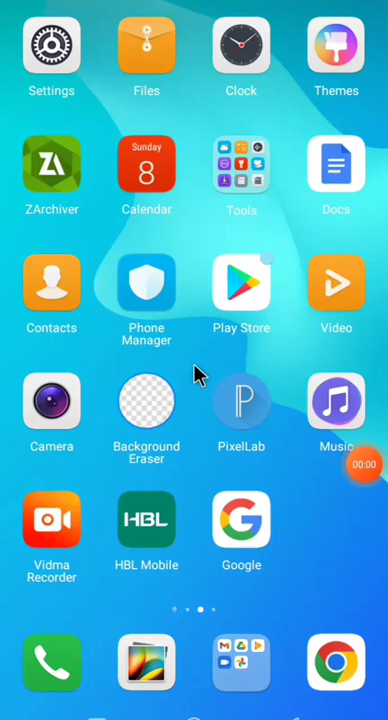 Settings Files Clock Themes
Sunday
8
ZArchiver Calendar Tools Docs
Contacts Phone Manager Play Store Video
Camera Background Eraser PixelLab Music
00:00
HBL
Vidma Recorder HBL Mobile Google